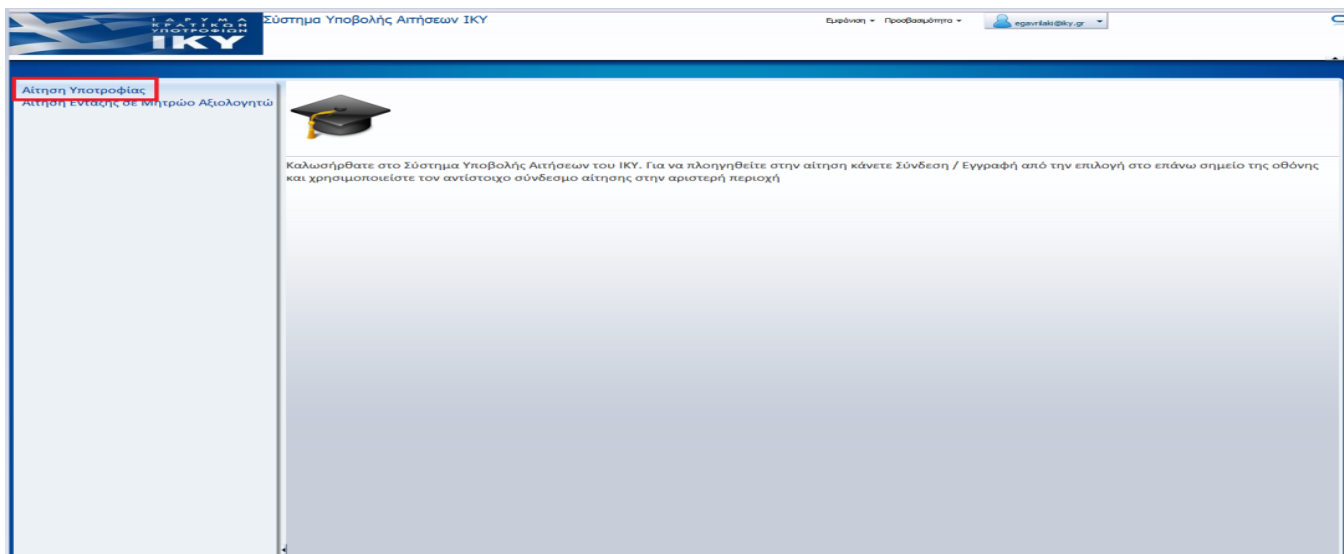 ΙΔΡΥΜΑ
ΚΡΑΤΙΚΩΝ
ΥΠΟΤΡΟΦΙΩΝ
ΙΚΥ
Σύστημα Υποβολής Αιτήσεων ΙΚΥ
Εμφάνιση Προσβασιμότητα egavrilaki@iky.gr
Αίτηση Υποτροφίας
Αίτηση Ένταξης σε Μητρώο Αξιολογητώ
Καλωσήρθατε στο Σύστημα Υποβολής Αιτήσεων του ΙΚΥ. Για να πλοηγηθείτε στην αίτηση κάνετε Σύνδεση / Εγγραφή από την επιλογή στο επάνω σημείο της οθόνης
και χρησιμοποιείστε τον αντίστοιχο σύνδεσμο αίτησης στην αριστερή περιοχή